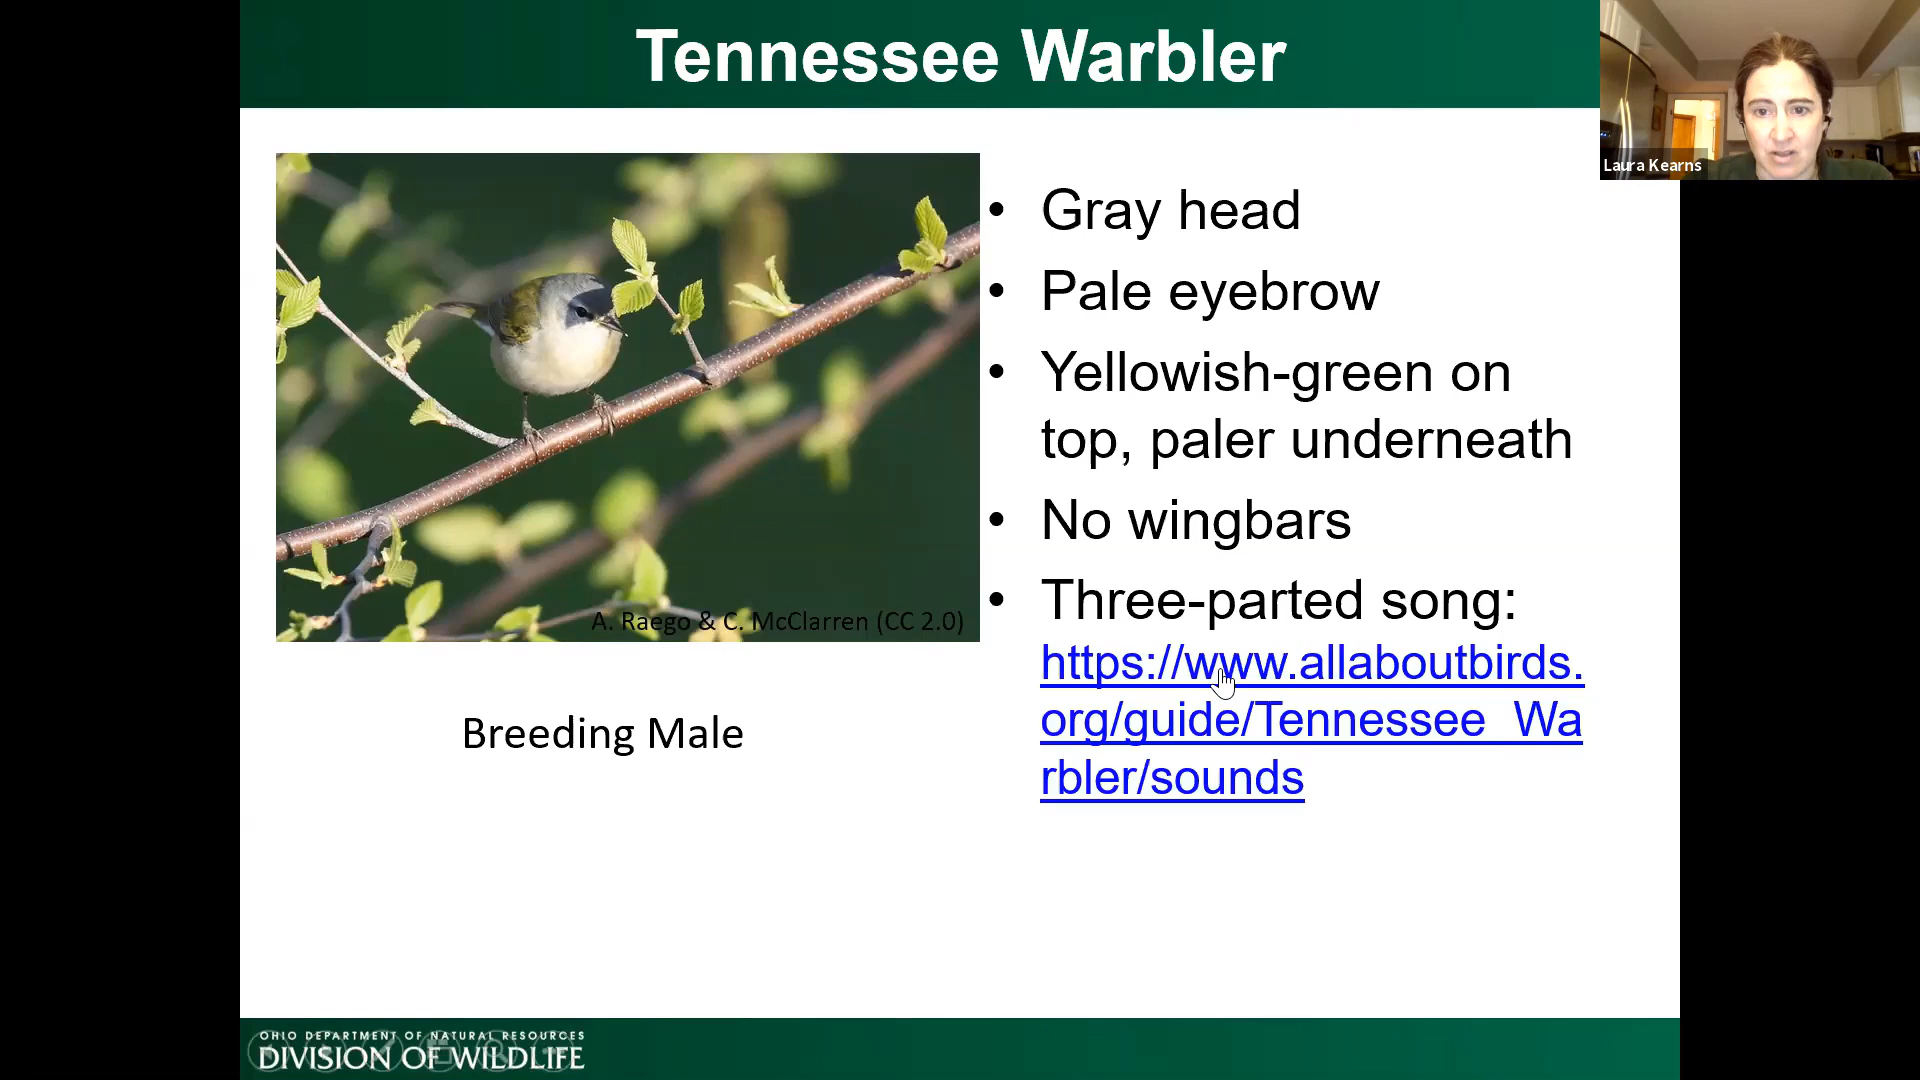 Tennessee Warbler
Laura Kearns
• Gray head
• Pale eyebrow
• Yellowish-green on
top, paler underneath
• No wingbars
• Three-parted song:
https://www.allaboutbirds.
org/guide/Tennessee_Wa
rbler/sounds
A. Raego & C. McClarren (CC 2.0)
Breeding Male
OHIO DEPARTMENT OF NATURAL RESOURCES
DIVISION OF WILDLIFE